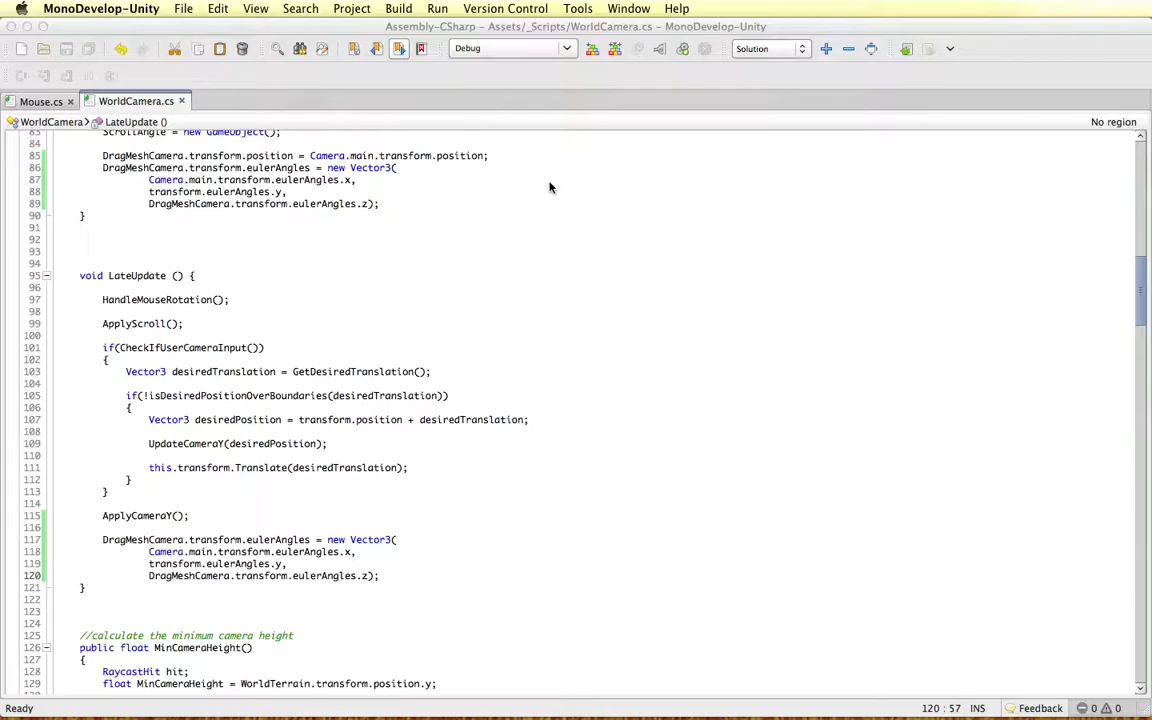 MonoDevelop-Unity File Edit View Search Project Build Run Version Control Tools Window Help
Assembly-CSharp – Assets/_Scripts/WorldCamera.cs – MonoDevelop-Unity
Debug Solution
Mouse.cs × WorldCamera.cs ×
WorldCamera LateUpdate () No region
83 ScrollAngle = new GameObject();
84
85 DragMeshCamera.transform.position = Camera.main.transform.position;
86 DragMeshCamera.transform.eulerAngles = new Vector3(
87 Camera.main.transform.eulerAngles.x,
88 transform.eulerAngles.y,
89 DragMeshCamera.transform.eulerAngles.z);
90 }
91
92
93
94
95 void LateUpdate () {
96
97 HandleMouseRotation();
98
99 ApplyScroll();
100
101 if(CheckIfUserCameraInput())
102 {
103 Vector3 desiredTranslation = GetDesiredTranslation();
104
105 if(!isDesiredPositionOverBoundaries(desiredTranslation))
106 {
107 Vector3 desiredPosition = transform.position + desiredTranslation;
108
109 UpdateCameraY(desiredPosition);
110
111 this.transform.Translate(desiredTranslation);
112 }
113 }
114
115 ApplyCameraY();
116
117 DragMeshCamera.transform.eulerAngles = new Vector3(
118 Camera.main.transform.eulerAngles.x,
119 transform.eulerAngles.y,
120 DragMeshCamera.transform.eulerAngles.z);
121 }
122
123
124
125 //calculate the minimum camera height
126 public float MinCameraHeight()
127 {
128 RaycastHit hit;
129 float MinCameraHeight = WorldTerrain.transform.position.y;
Ready 120 : 57 INS Feedback 0 0